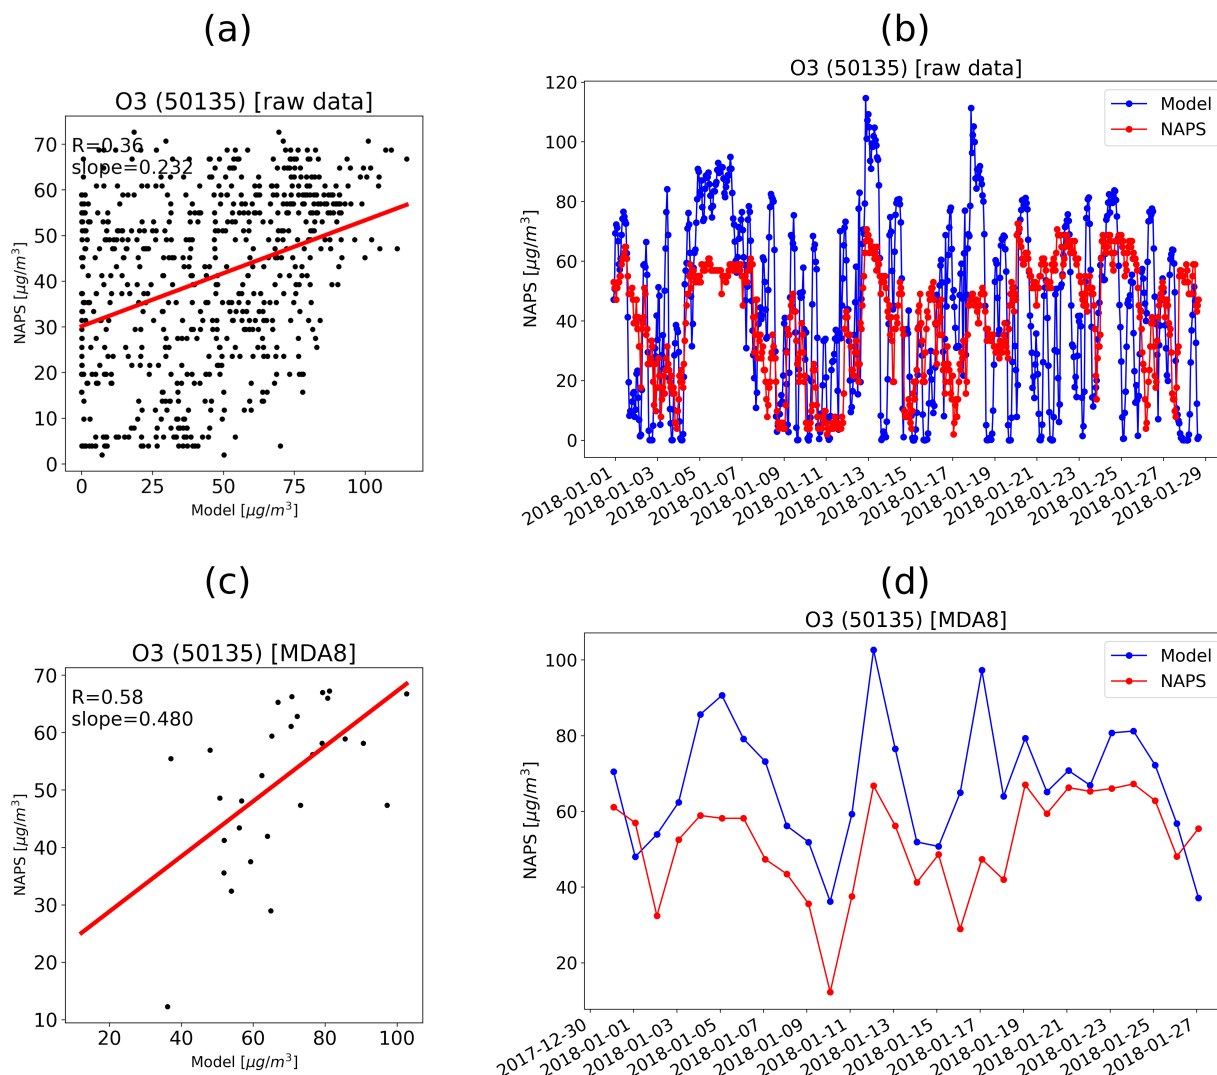 (a)
O3 (50135) [raw data]
R=0.36
slope=0.232
70
60
50
40
30
20
10
0
NAPS [μg/m³]
0 25 50 75 100
Model [μg/m³]
(b)
O3 (50135) [raw data]
Model
NAPS
120
100
80
60
40
20
0
NAPS [μg/m³]
2018-01-01
2018-01-03
2018-01-05
2018-01-07
2018-01-09
2018-01-11
2018-01-13
2018-01-15
2018-01-17
2018-01-19
2018-01-21
2018-01-23
2018-01-25
2018-01-27
2018-01-29
(c)
O3 (50135) [MDA8]
R=0.58
slope=0.480
70
60
50
40
30
20
10
NAPS [μg/m³]
20 40 60 80 100
Model [μg/m³]
(d)
O3 (50135) [MDA8]
Model
NAPS
100
80
60
40
20
NAPS [μg/m³]
2017-12-30
2018-01-01
2018-01-03
2018-01-05
2018-01-07
2018-01-09
2018-01-11
2018-01-13
2018-01-15
2018-01-17
2018-01-19
2018-01-21
2018-01-23
2018-01-25
2018-01-27